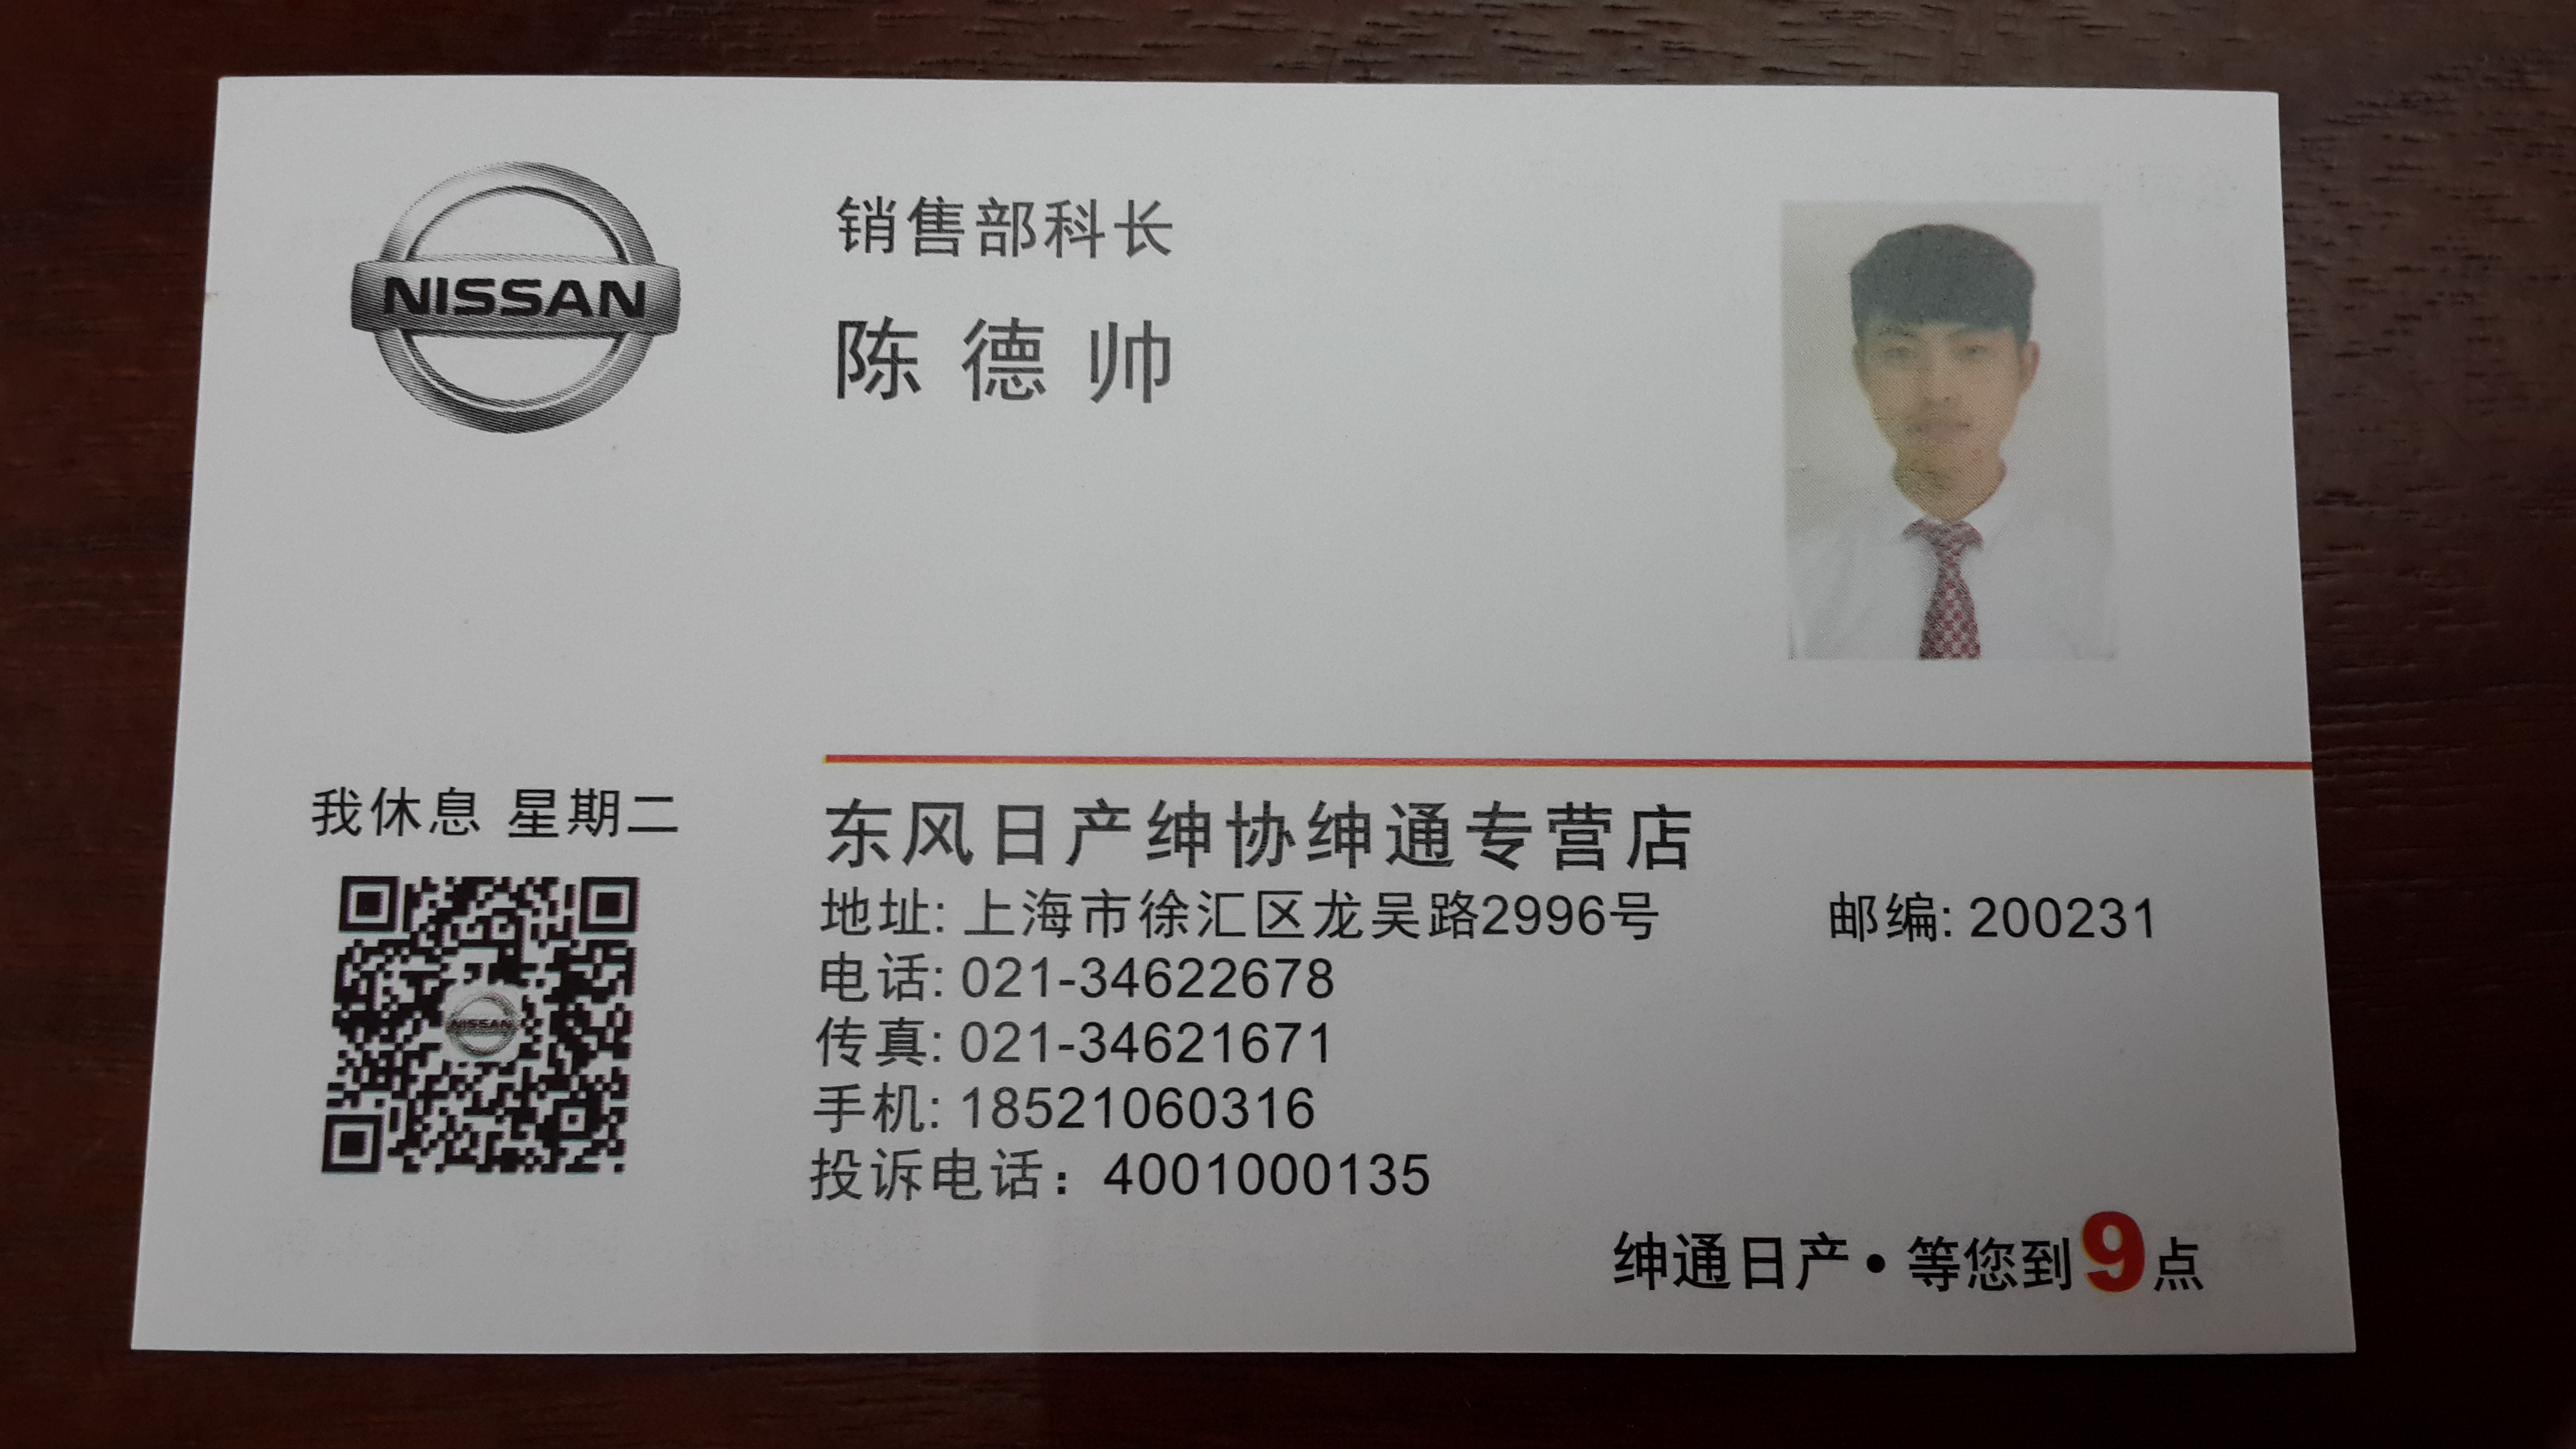 NISSAN
销售部科长
陈德帅
我休息 星期二
东风日产绅协绅通专营店
地址: 上海市徐汇区龙吴路2996号 邮编: 200231
电话: 021-34622678
传真: 021-34621671
手机: 18521060316
投诉电话: 4001000135
绅通日产•等您到9点